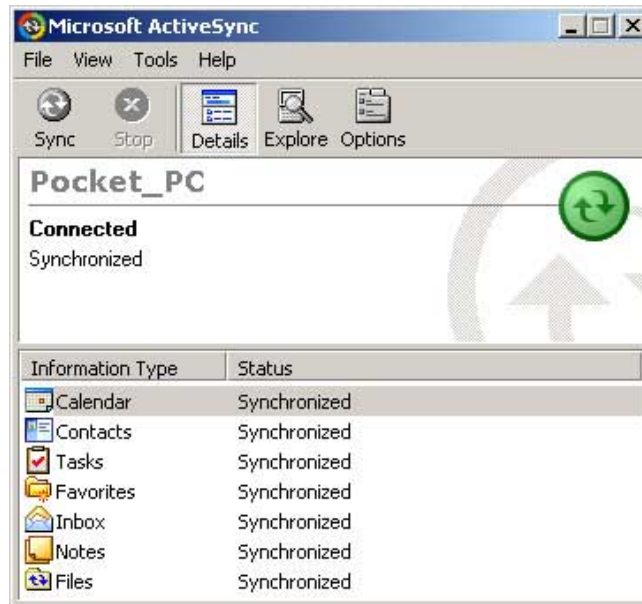 Microsoft ActiveSync
File View Tools Help
Sync Stop Details Explore Options
Pocket_PC
Connected
Synchronized
Information Type Status
Calendar Synchronized
Contacts Synchronized
Tasks Synchronized
Favorites Synchronized
Inbox Synchronized
Notes Synchronized
Files Synchronized